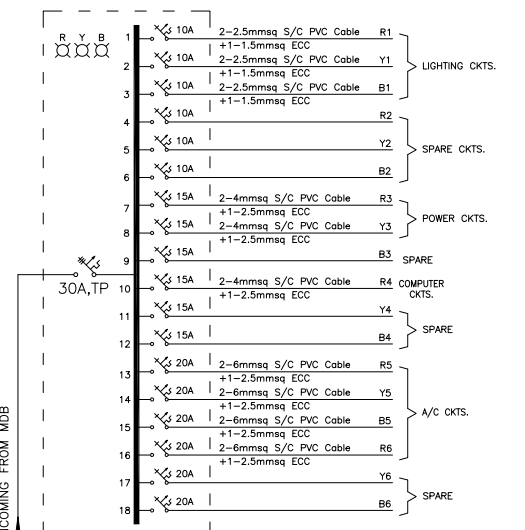 R Y B
1 10A 2-2.5mmsq S/C PVC Cable R1
+1-1.5mmsq ECC
2 10A 2-2.5mmsq S/C PVC Cable Y1
+1-1.5mmsq ECC
LIGHTING CKTS.
3 10A 2-2.5mmsq S/C PVC Cable B1
+1-1.5mmsq ECC
4 10A R2
5 10A Y2
SPARE CKTS.
6 10A B2
7 15A 2-4mmsq S/C PVC Cable R3
+1-2.5mmsq ECC
POWER CKTS.
8 15A 2-4mmsq S/C PVC Cable Y3
+1-2.5mmsq ECC
9 15A B3 SPARE
30A,TP
10 15A 2-4mmsq S/C PVC Cable R4 COMPUTER
+1-2.5mmsq ECC CKTS.
11 15A Y4
SPARE
12 15A B4
13 20A 2-6mmsq S/C PVC Cable R5
+1-2.5mmsq ECC
14 20A 2-6mmsq S/C PVC Cable Y5
+1-2.5mmsq ECC
A/C CKTS.
15 20A 2-6mmsq S/C PVC Cable B5
+1-2.5mmsq ECC
16 20A 2-6mmsq S/C PVC Cable R6
+1-2.5mmsq ECC
17 20A Y6
SPARE
18 20A B6
INCOMING FROM MDB